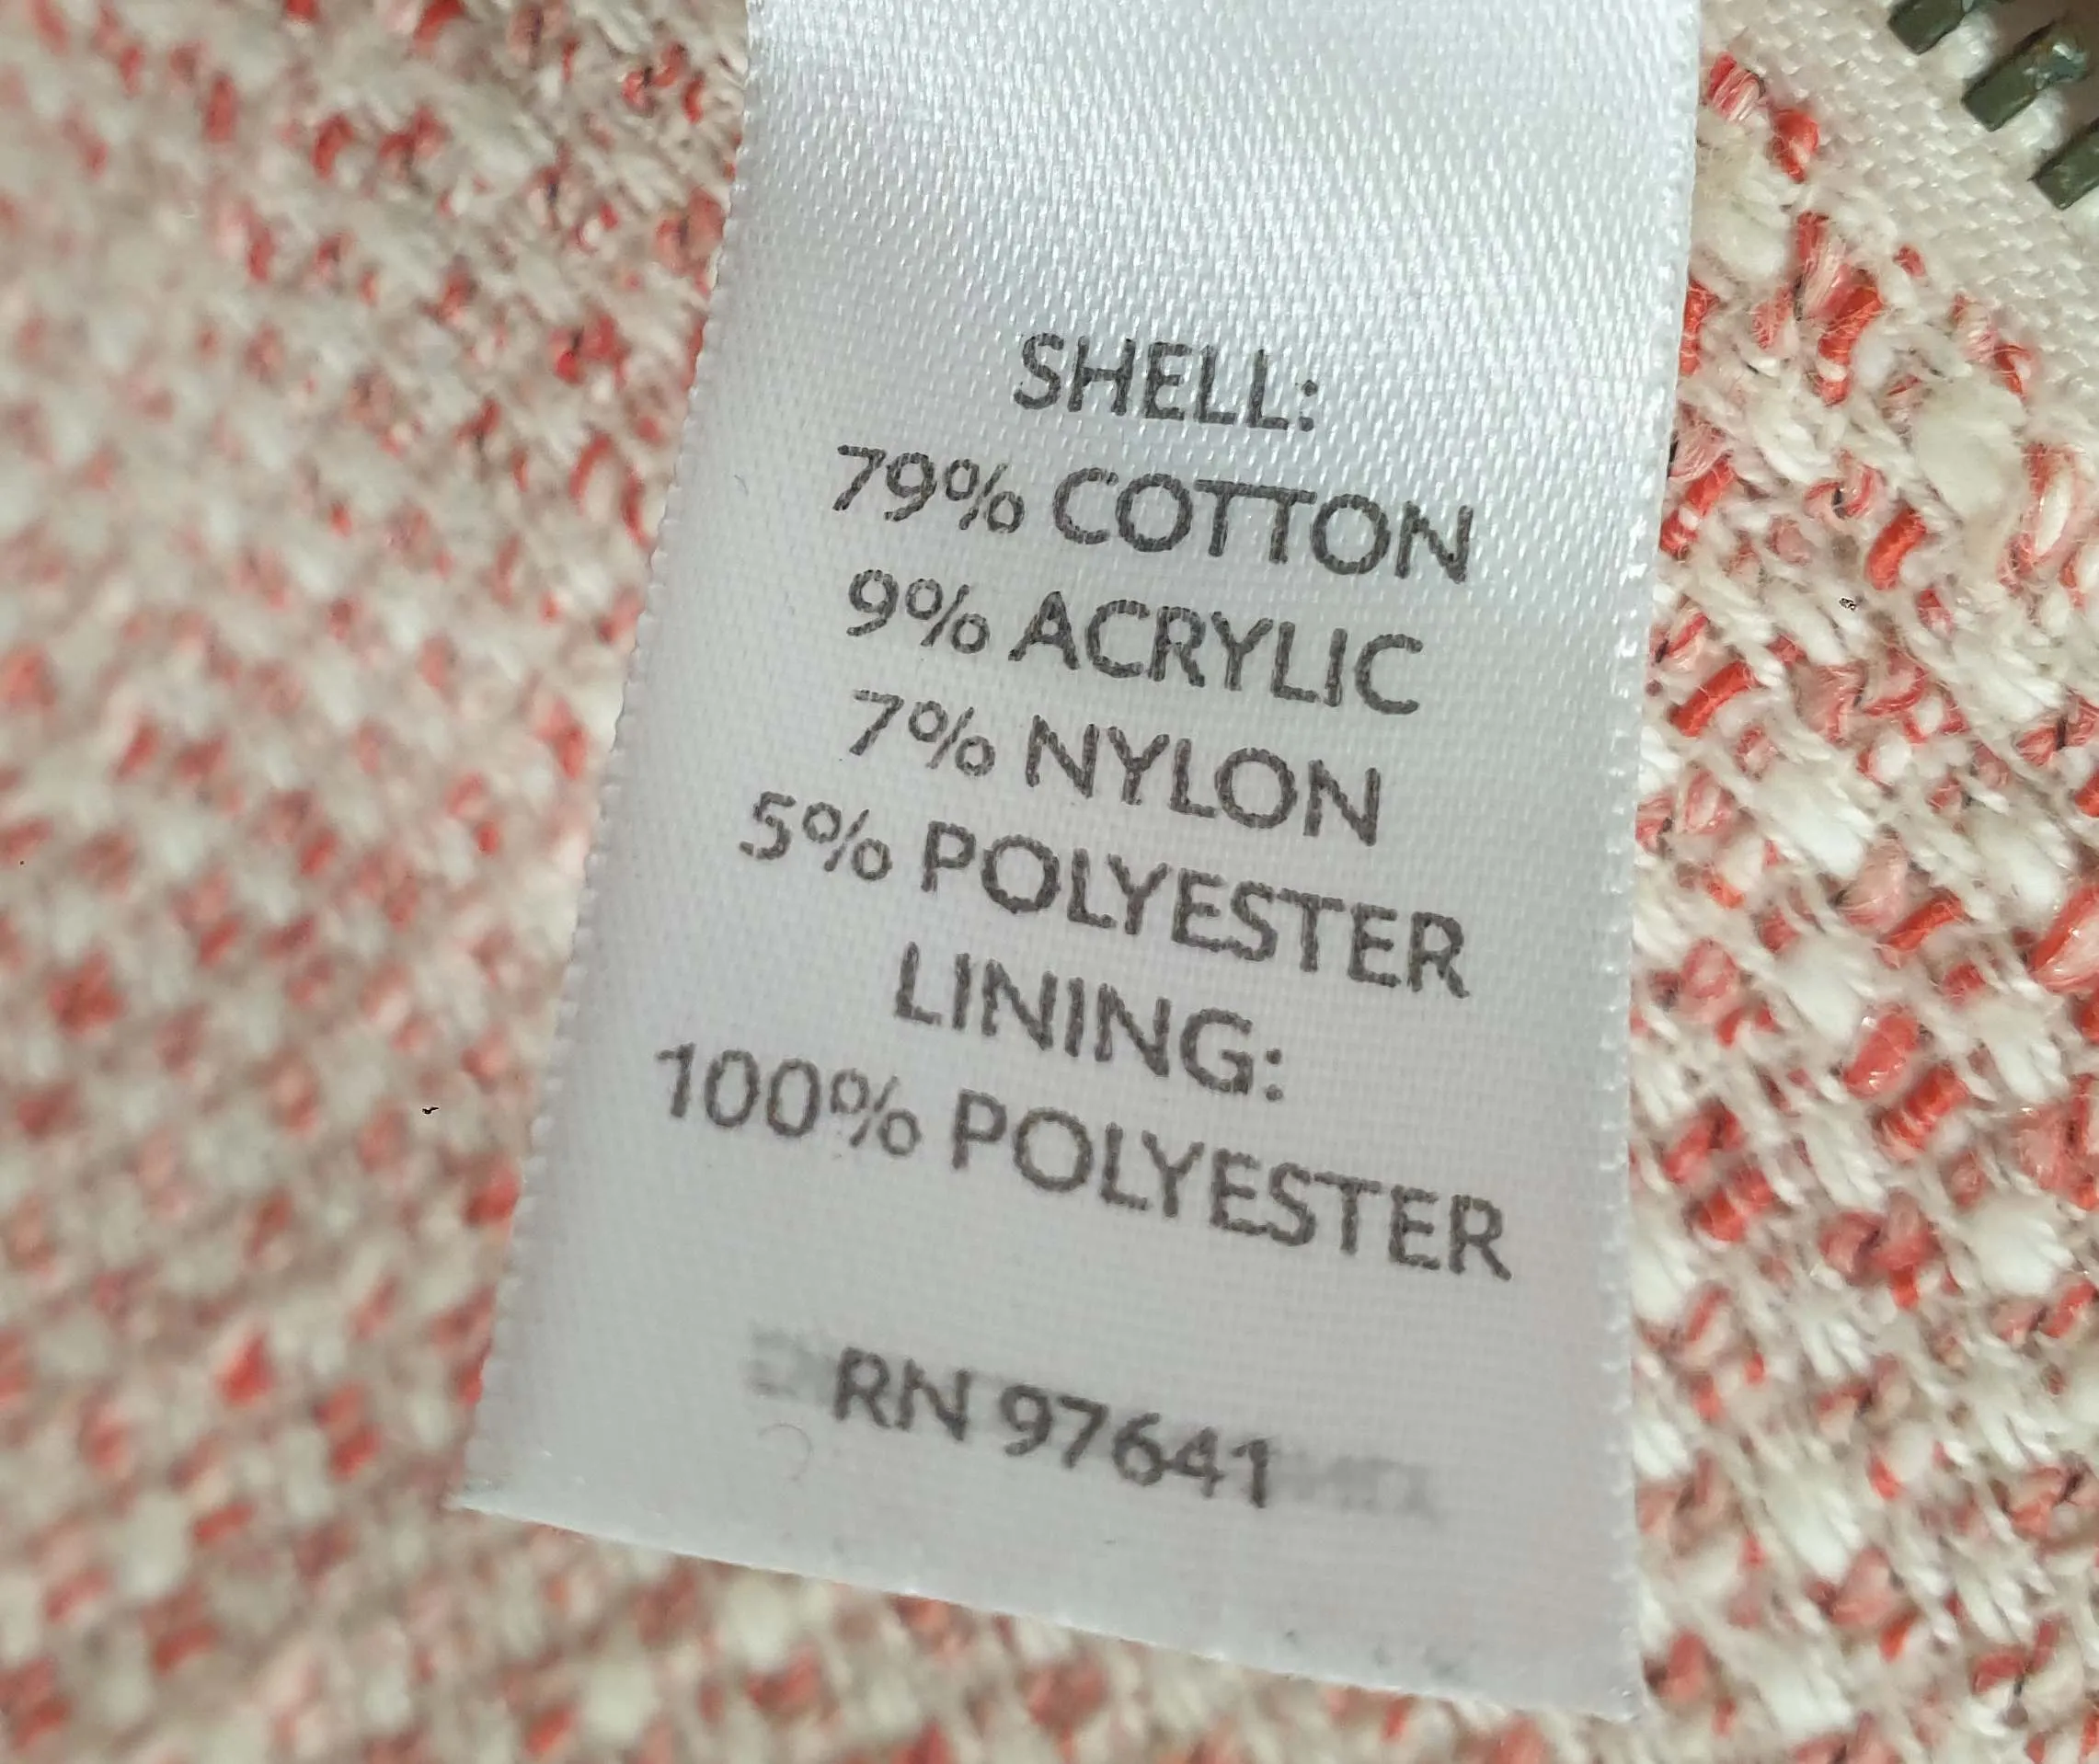 SHELL:
79% COTTON
9% ACRYLIC
7% NYLON
5% POLYESTER
LINING:
100% POLYESTER
RN 97641